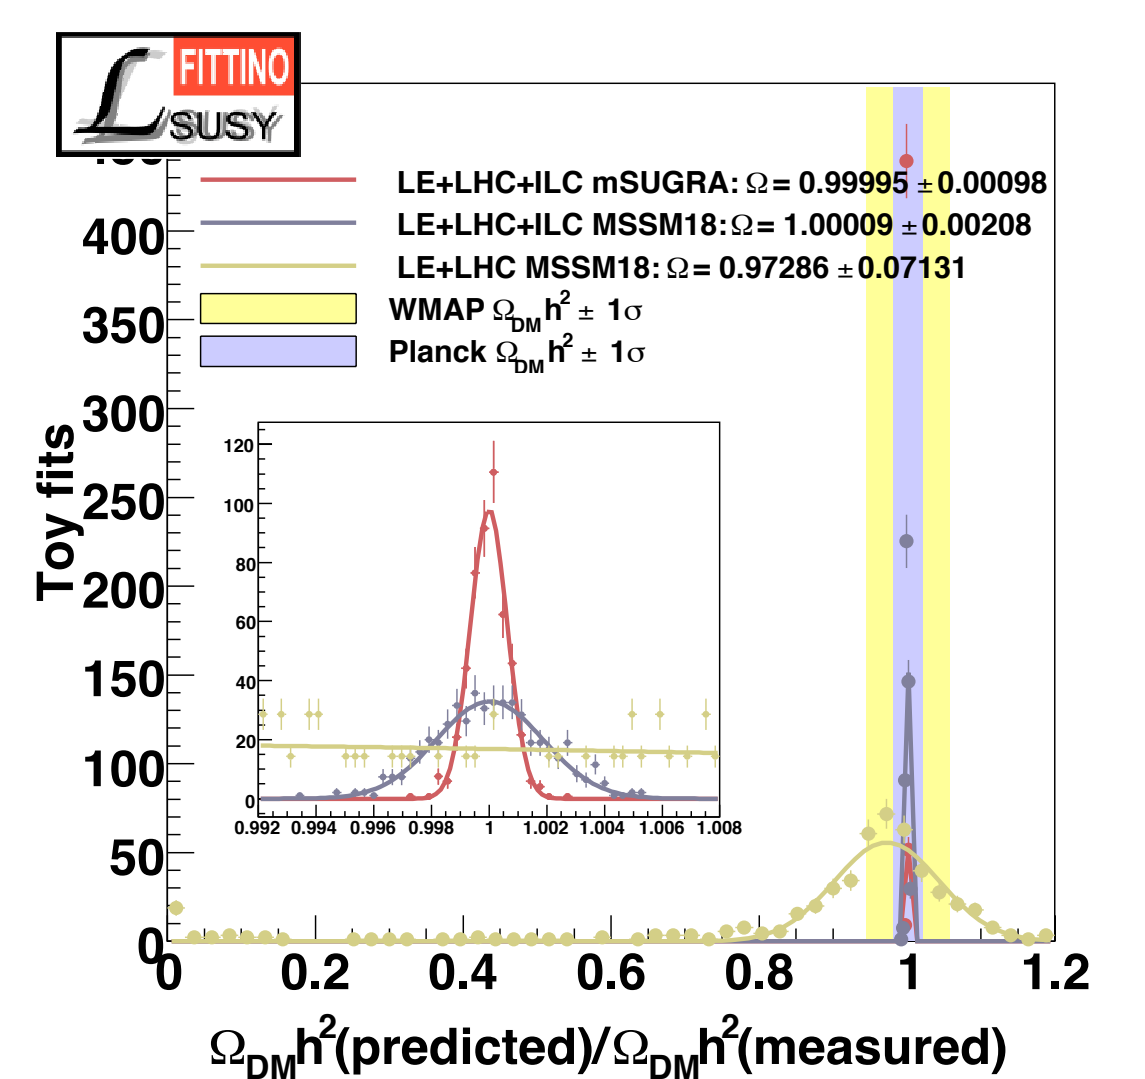 FITTINO
SUSY
LE+LHC+ILC mSUGRA: Ω = 0.99995 ± 0.00098
LE+LHC+ILC MSSM18: Ω = 1.00009 ± 0.00208
LE+LHC MSSM18: Ω = 0.97286 ± 0.07131
WMAP Ω_DM h² ± 1σ
Planck Ω_DM h² ± 1σ
Toy fits
400
350
300
250
200
150
100
50
0
120
100
80
60
40
20
0
0.992 0.994 0.996 0.998 1 1.002 1.004 1.006 1.008
0 0.2 0.4 0.6 0.8 1 1.2
Ω_DM h²(predicted)/Ω_DM h²(measured)